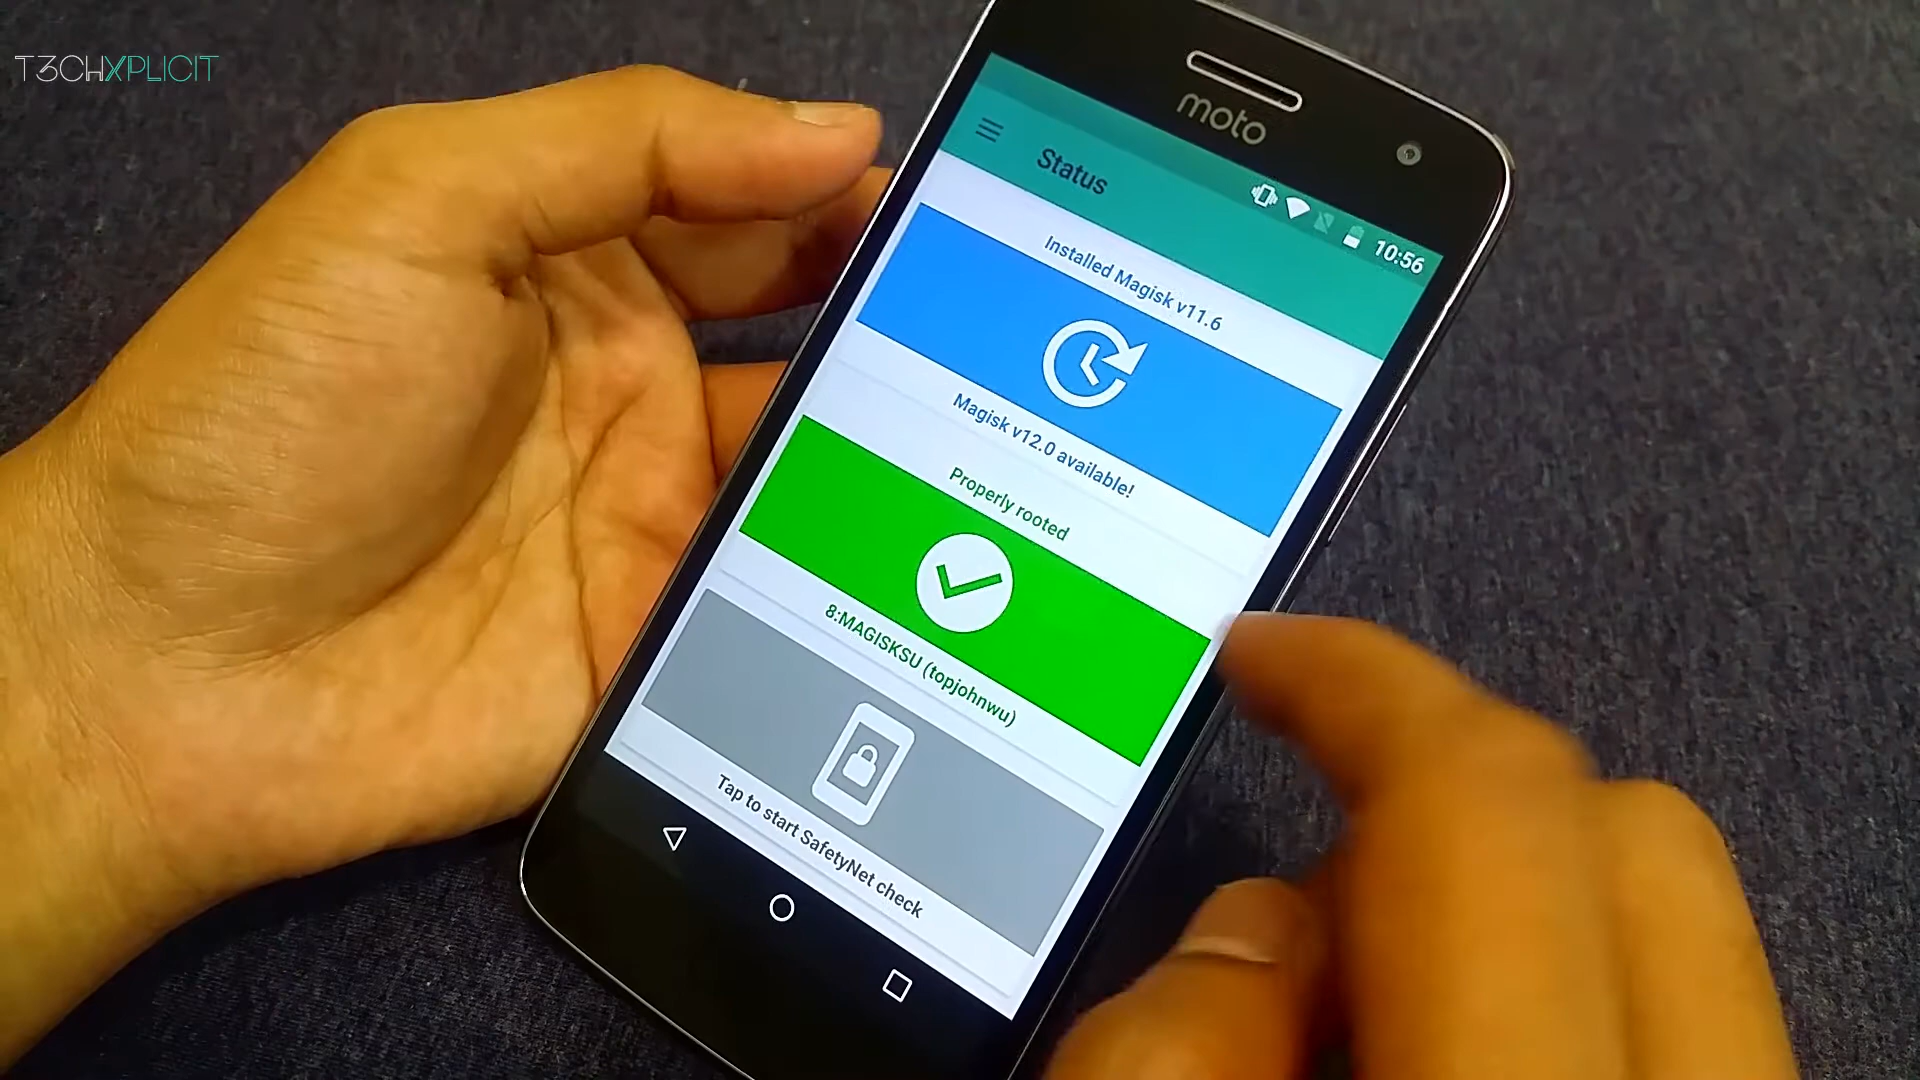 T3CHXPLICIT
moto
10:56
Status
Installed Magisk v11.6
Magisk v12.0 available!
Properly rooted
8:MAGISKSU (topjohnwu)
Tap to start SafetyNet check